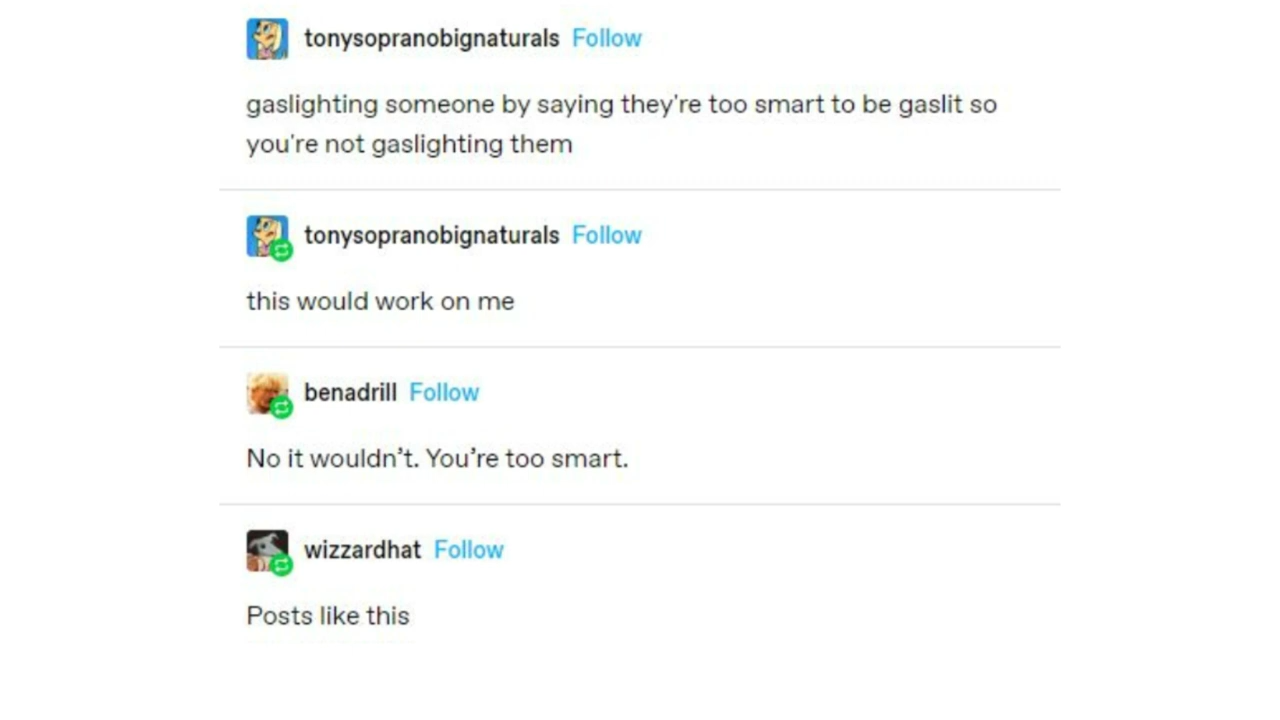 tonysopranobignaturals Follow
gaslighting someone by saying they're too smart to be gaslit so
you're not gaslighting them
tonysopranobignaturals Follow
this would work on me
benadrill Follow
No it wouldn’t. You’re too smart.
wizzardhat Follow
Posts like this